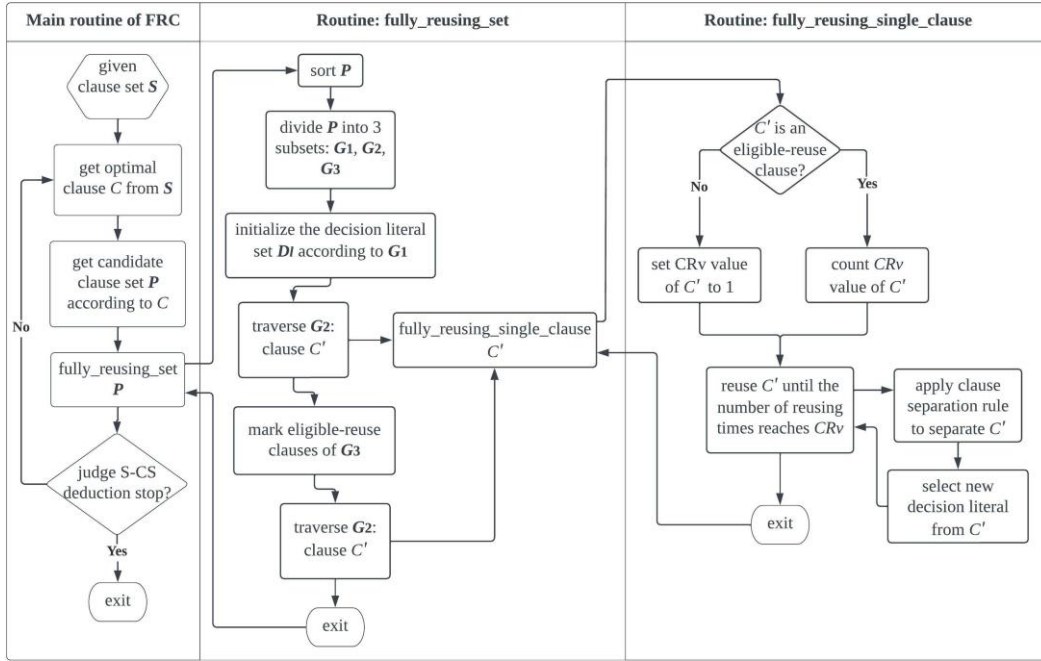 Main routine of FRC
given
clause set S
get optimal
clause C from S
get candidate
clause set P
according to C
No
fully_reusing_set
P
judge S-CS
deduction stop?
Yes
exit
Routine: fully_reusing_set
sort P
divide P into 3
subsets: G1, G2,
G3
initialize the decision literal
set Dl according to G1
traverse G2:
clause C′
fully_reusing_single_clause
C′
mark eligible-reuse
clauses of G3
traverse G2:
clause C′
exit
Routine: fully_reusing_single_clause
C′ is an
eligible-reuse
clause?
No
Yes
set CRv value
of C′ to 1
count CRv
value of C′
reuse C′ until the
number of reusing
times reaches CRv
apply clause
separation rule
to separate C′
select new
decision literal
from C′
exit